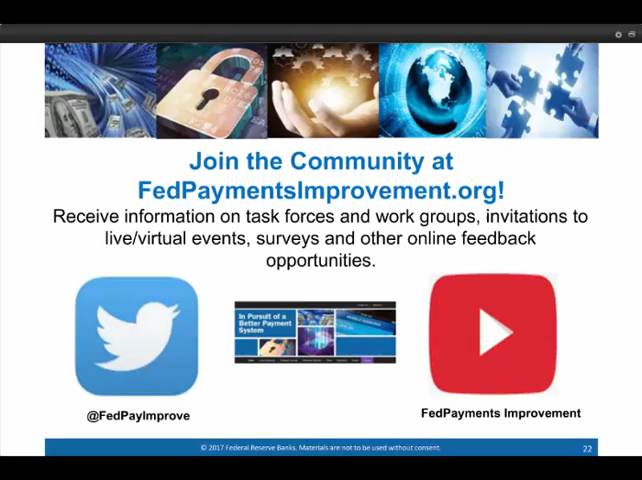 Join the Community at
FedPaymentsImprovement.org!
Receive information on task forces and work groups, invitations to
live/virtual events, surveys and other online feedback
opportunities.
In Pursuit of a
Better Payment
System
@FedPayImprove
FedPayments Improvement
© 2017 Federal Reserve Banks. Materials are not to be used without consent.
22